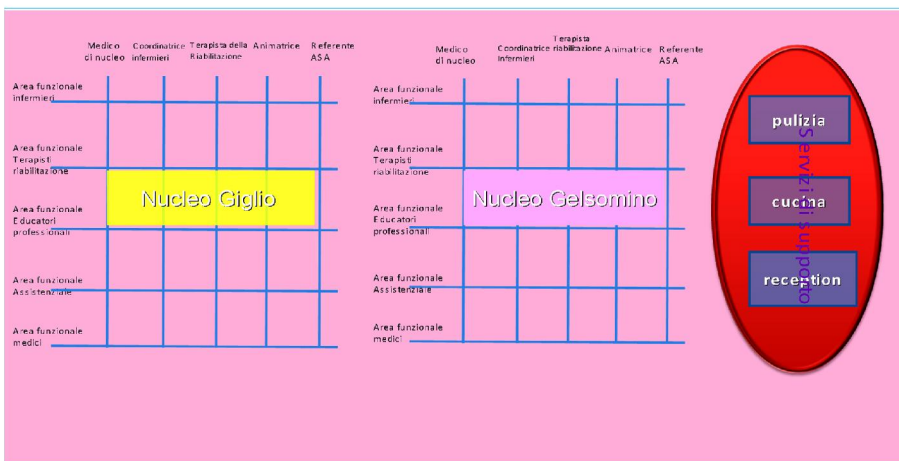 Medico
di nucleo
Coordinatrice
infermieri
Terapista della
Riabilitazione
Animatrice
Referente
ASA
Area funzionale
infermieri
Area funzionale
Terapisti
riabilitazione
Nucleo Giglio
Area funzionale
Educatori
professionali
Area funzionale
Assistenziale
Area funzionale
medici
Medico
di nucleo
Coordinatrice
Infermieri
Terapista
riabilitazione
Animatrice
Referente
ASA
Area funzionale
infermieri
Area funzionale
Terapisti
riabilitazione
Nucleo Gelsomino
Area funzionale
Educatori
professionali
Area funzionale
Assistenziale
Area funzionale
medici
Servizi di supporto
pulizia
cucina
reception